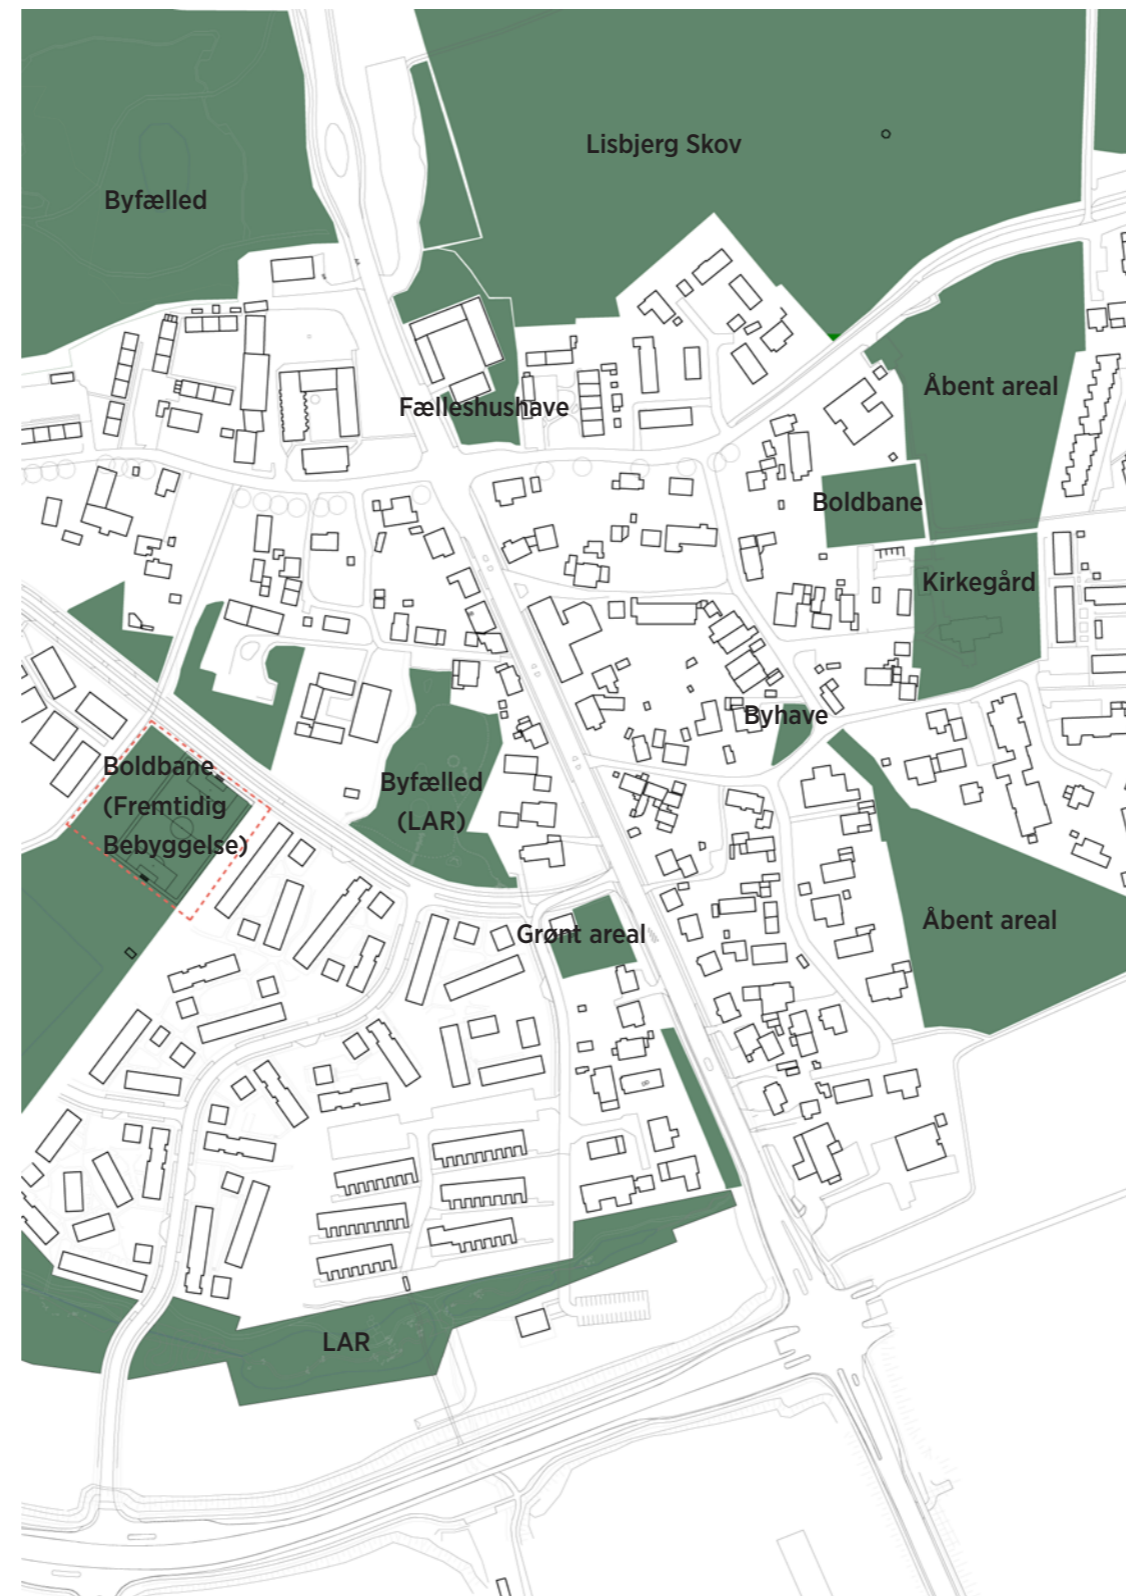 Lisbjerg Skov
Byfælled
Åbent areal
Fælleshushave
Boldbane
Kirkegård
Byhave
Boldbane
(Fremtidig
Bebyggelse)
Byfælled
(LAR)
Grønt areal
Åbent areal
LAR